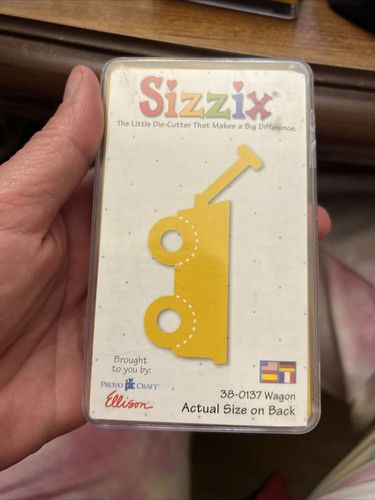 Sizzix®
The Little Die-Cutter That Makes a Big Difference.
Brought
to you by:
PROVO CRAFT
Ellison®
38-0137 Wagon
Actual Size on Back